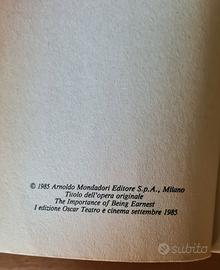 © 1985 Arnoldo Mondadori Editore S.p.A., Milano
Titolo dell'opera originale
The Importance of Being Earnest
I edizione Oscar Teatro e cinema settembre 1985
subito